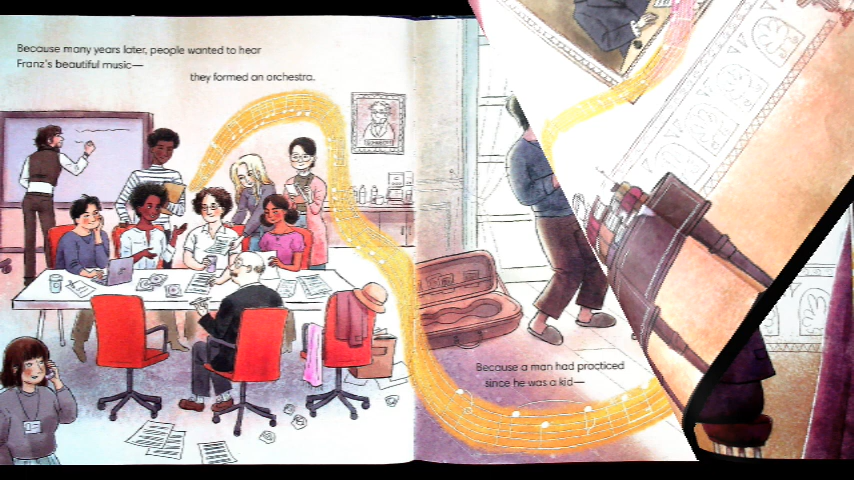 Because many years later, people wanted to hear
Franz's beautiful music—
they formed an orchestra.
Because a man had practiced
since he was a kid—